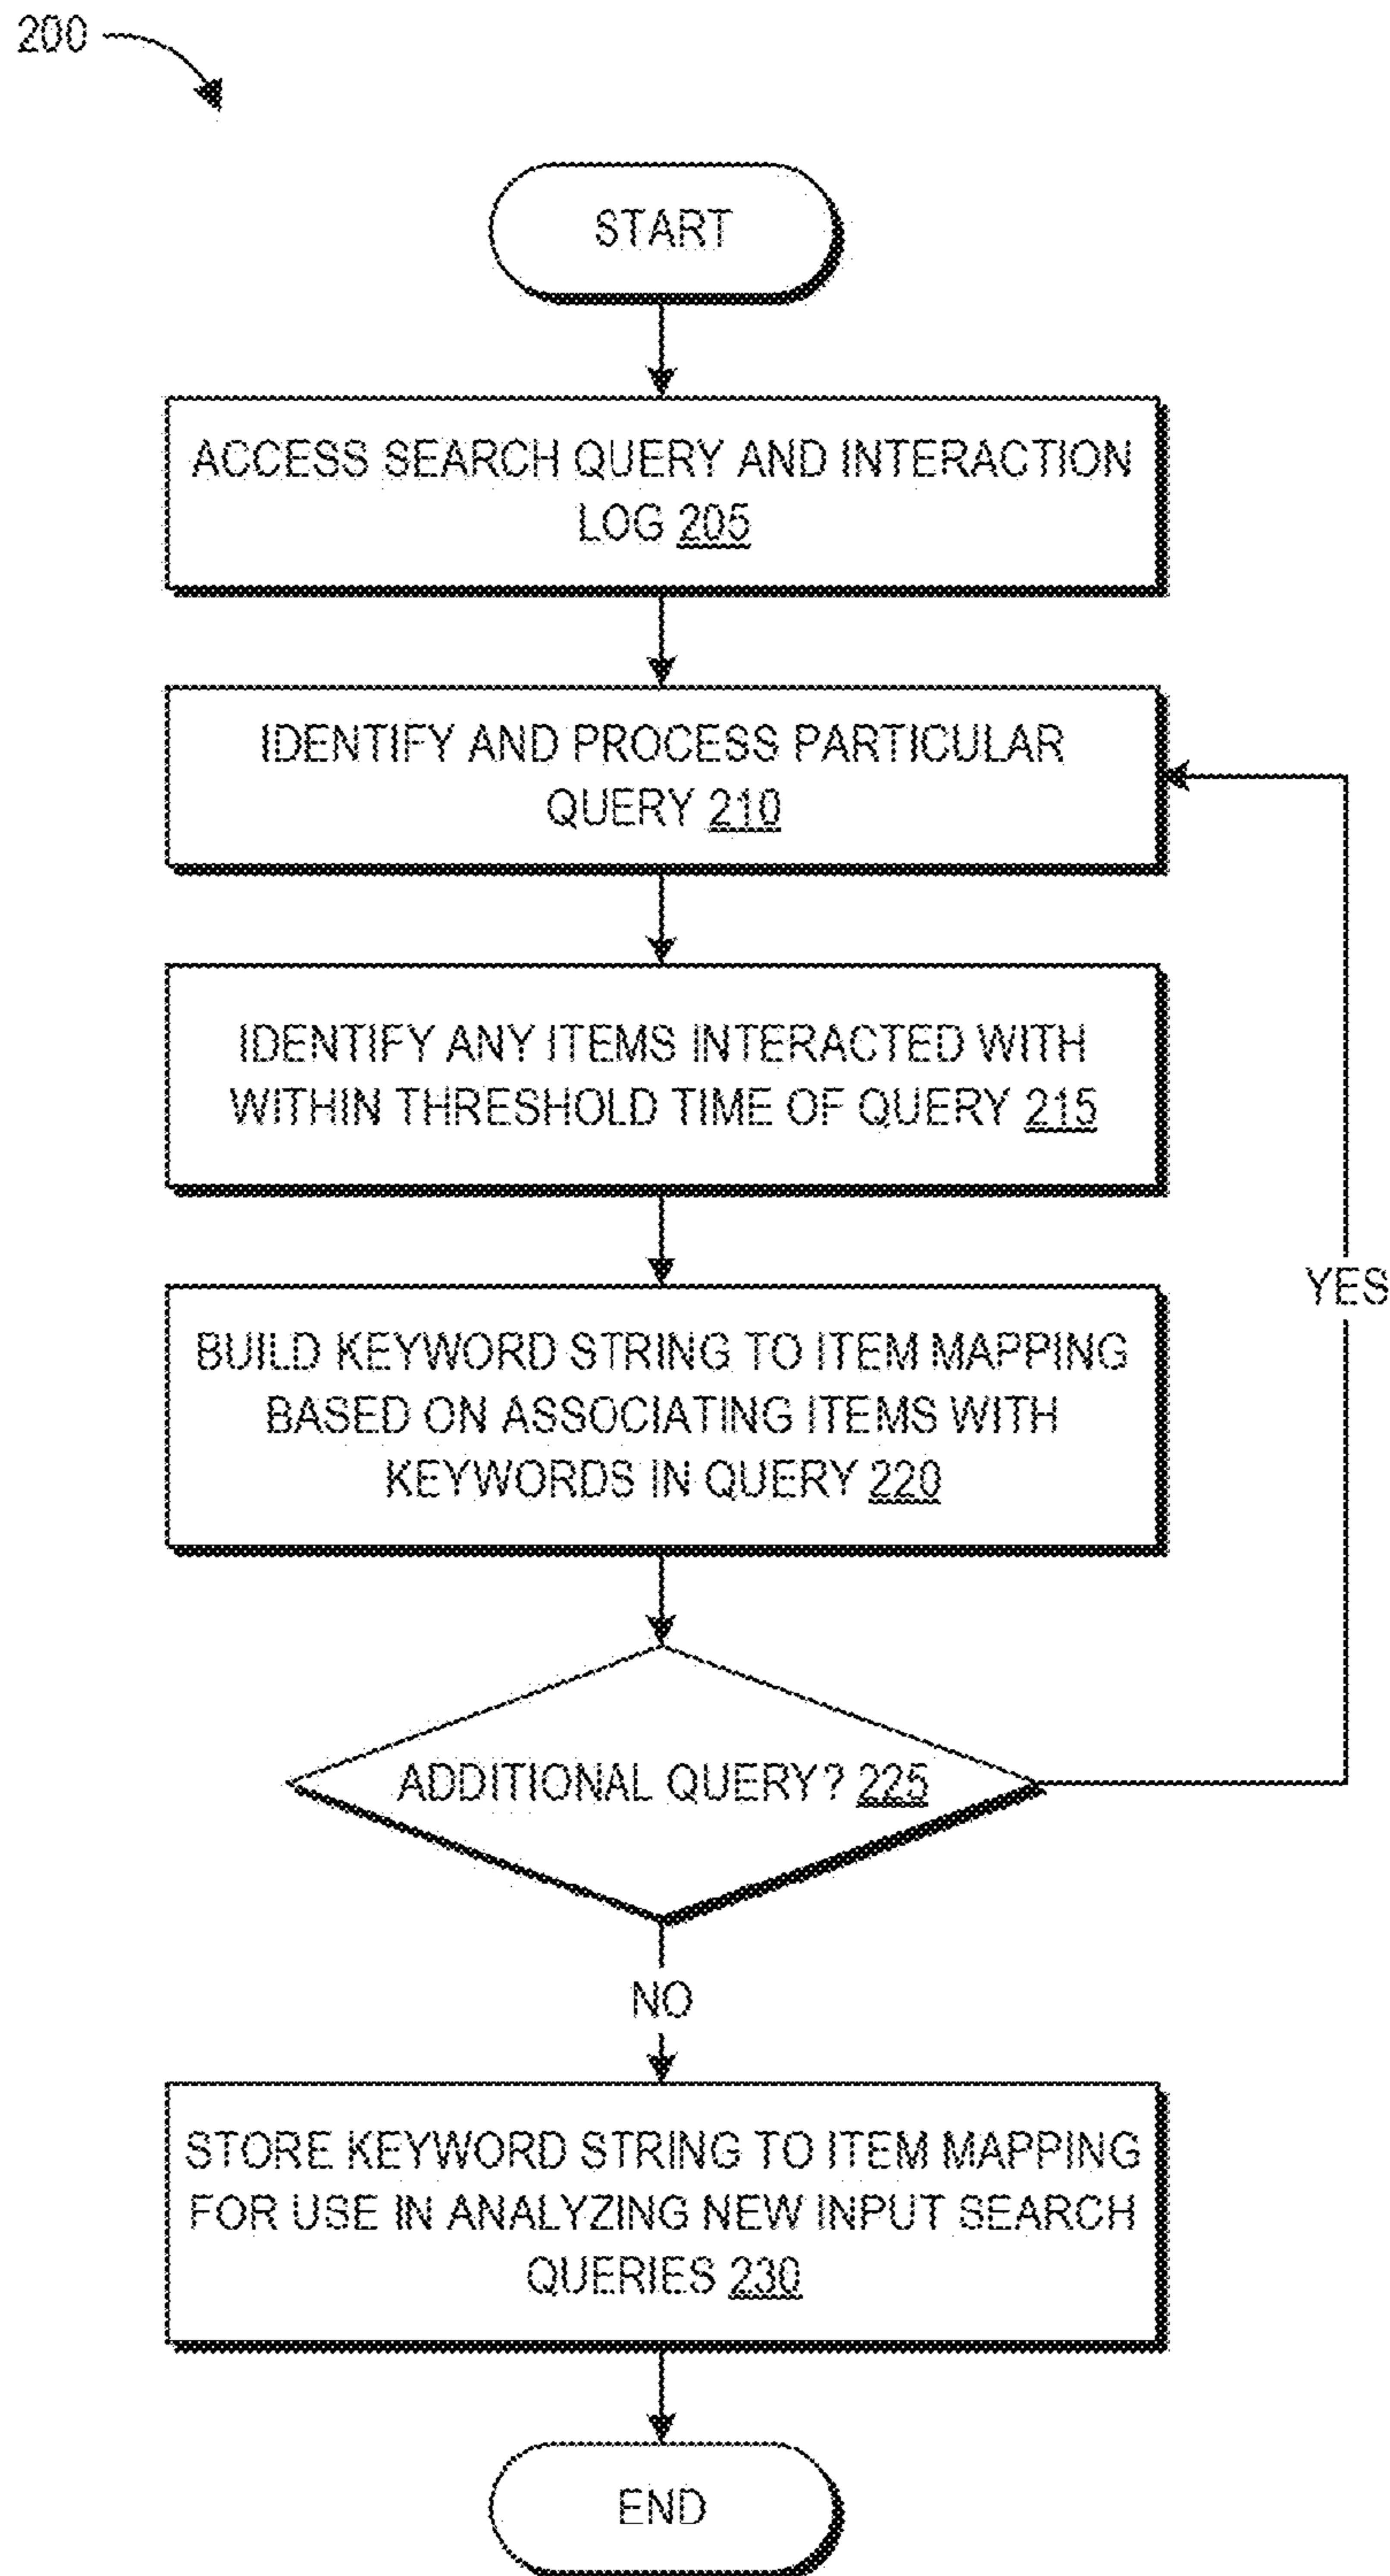 200
START
ACCESS SEARCH QUERY AND INTERACTION
LOG 205
IDENTIFY AND PROCESS PARTICULAR
QUERY 210
IDENTIFY ANY ITEMS INTERACTED WITH
WITHIN THRESHOLD TIME OF QUERY 215
BUILD KEYWORD STRING TO ITEM MAPPING
BASED ON ASSOCIATING ITEMS WITH
KEYWORDS IN QUERY 220
YES
ADDITIONAL QUERY? 225
NO
STORE KEYWORD STRING TO ITEM MAPPING
FOR USE IN ANALYZING NEW INPUT SEARCH
QUERIES 230
END